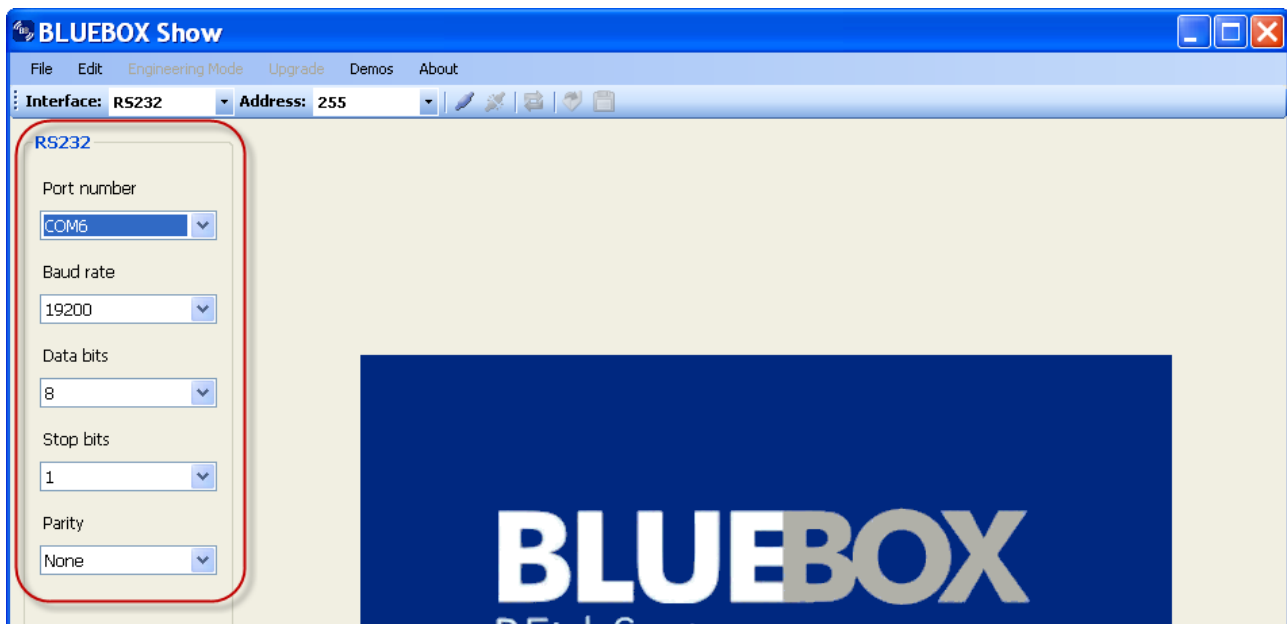 BLUEBOX Show
File Edit Engineering Mode Upgrade Demos About
Interface: RS232 Address: 255
RS232
Port number
COM6
Baud rate
19200
Data bits
8
Stop bits
1
Parity
None
BLUEBOX